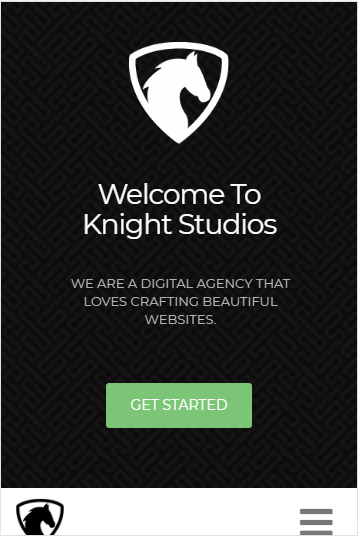 Welcome To
Knight Studios
WE ARE A DIGITAL AGENCY THAT
LOVES CRAFTING BEAUTIFUL
WEBSITES.
GET STARTED